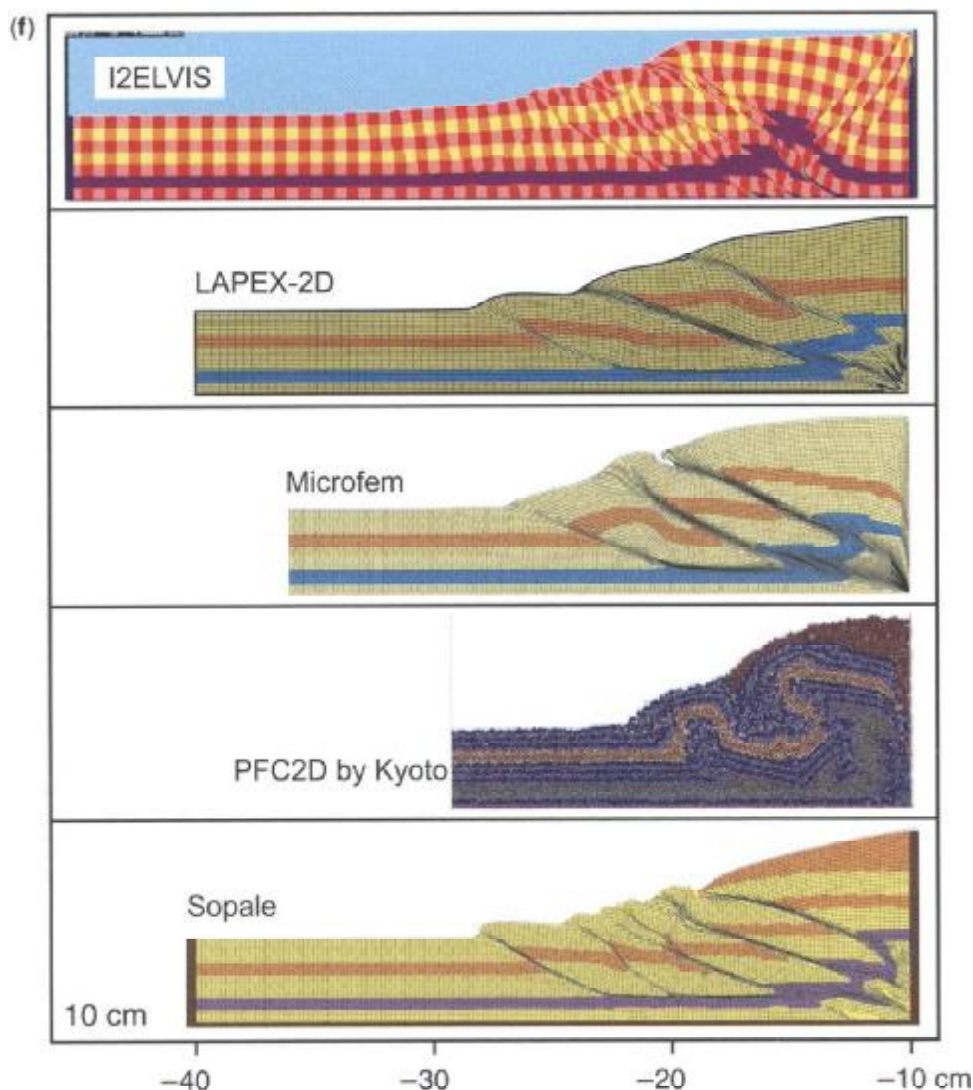 (f)
I2ELVIS
LAPEX-2D
Microfem
PFC2D by Kyoto
Sopale
10 cm
−40
−30
−20
−10 cm